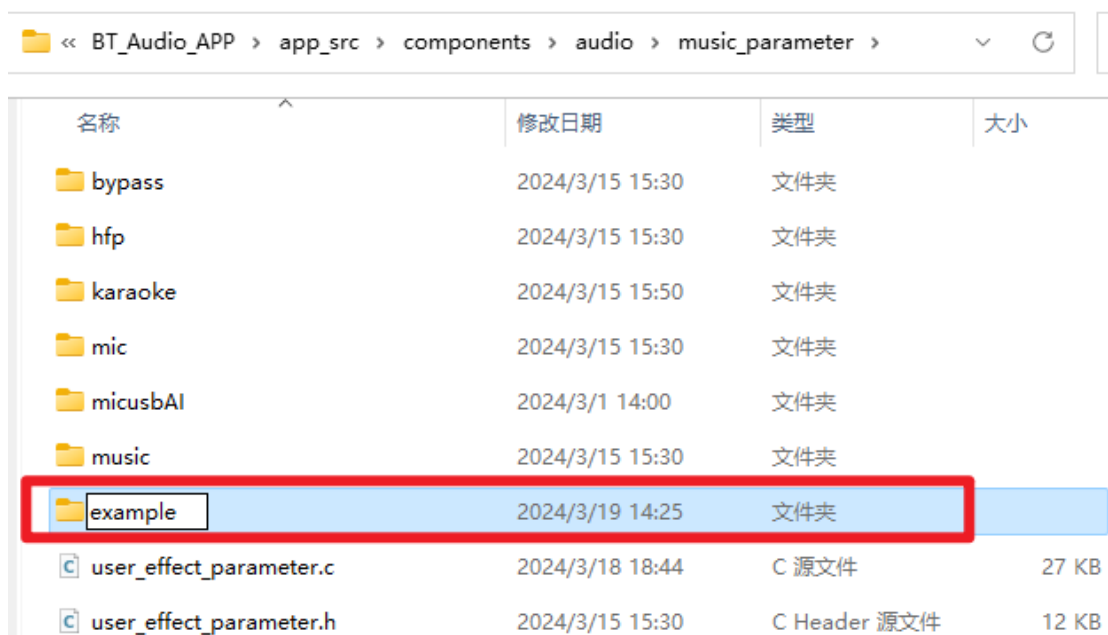 « BT_Audio_APP > app_src > components > audio > music_parameter >
名称 修改日期 类型 大小
bypass 2024/3/15 15:30 文件夹
hfp 2024/3/15 15:30 文件夹
karaoke 2024/3/15 15:50 文件夹
mic 2024/3/15 15:30 文件夹
micusbAI 2024/3/1 14:00 文件夹
music 2024/3/15 15:30 文件夹
example 2024/3/19 14:25 文件夹
user_effect_parameter.c 2024/3/18 18:44 C 源文件 27 KB
user_effect_parameter.h 2024/3/15 15:30 C Header 源文件 12 KB